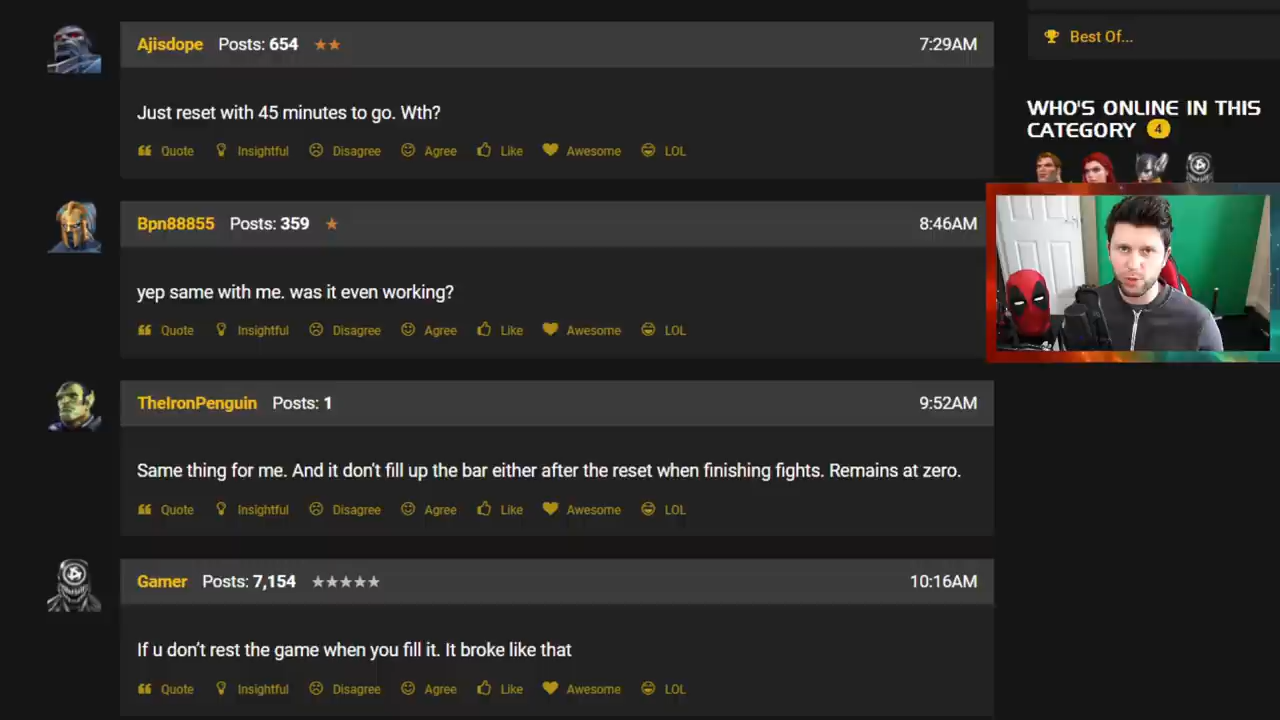 Ajisdope Posts: 654 7:29AM
Just reset with 45 minutes to go. Wth?
Quote Insightful Disagree Agree Like Awesome LOL
Bpn88855 Posts: 359 8:46AM
yep same with me. was it even working?
Quote Insightful Disagree Agree Like Awesome LOL
TheIronPenguin Posts: 1 9:52AM
Same thing for me. And it don't fill up the bar either after the reset when finishing fights. Remains at zero.
Quote Insightful Disagree Agree Like Awesome LOL
Gamer Posts: 7,154 10:16AM
If u don't rest the game when you fill it. It broke like that
Quote Insightful Disagree Agree Like Awesome LOL
Best Of...
WHO'S ONLINE IN THIS
CATEGORY 4